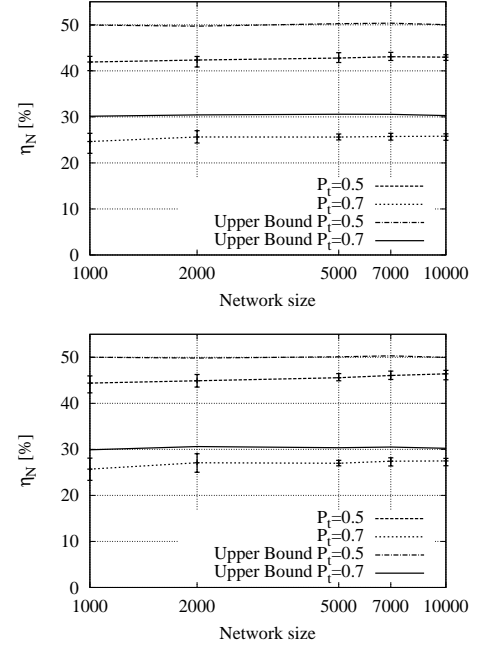 60
50
40
30
20
10
0
η_N [%]
P_t=0.5
P_t=0.7
Upper Bound P_t=0.5
Upper Bound P_t=0.7
1000 2000 5000 7000 10000
Network size
60
50
40
30
20
10
0
η_N [%]
P_t=0.5
P_t=0.7
Upper Bound P_t=0.5
Upper Bound P_t=0.7
1000 2000 5000 7000 10000
Network size